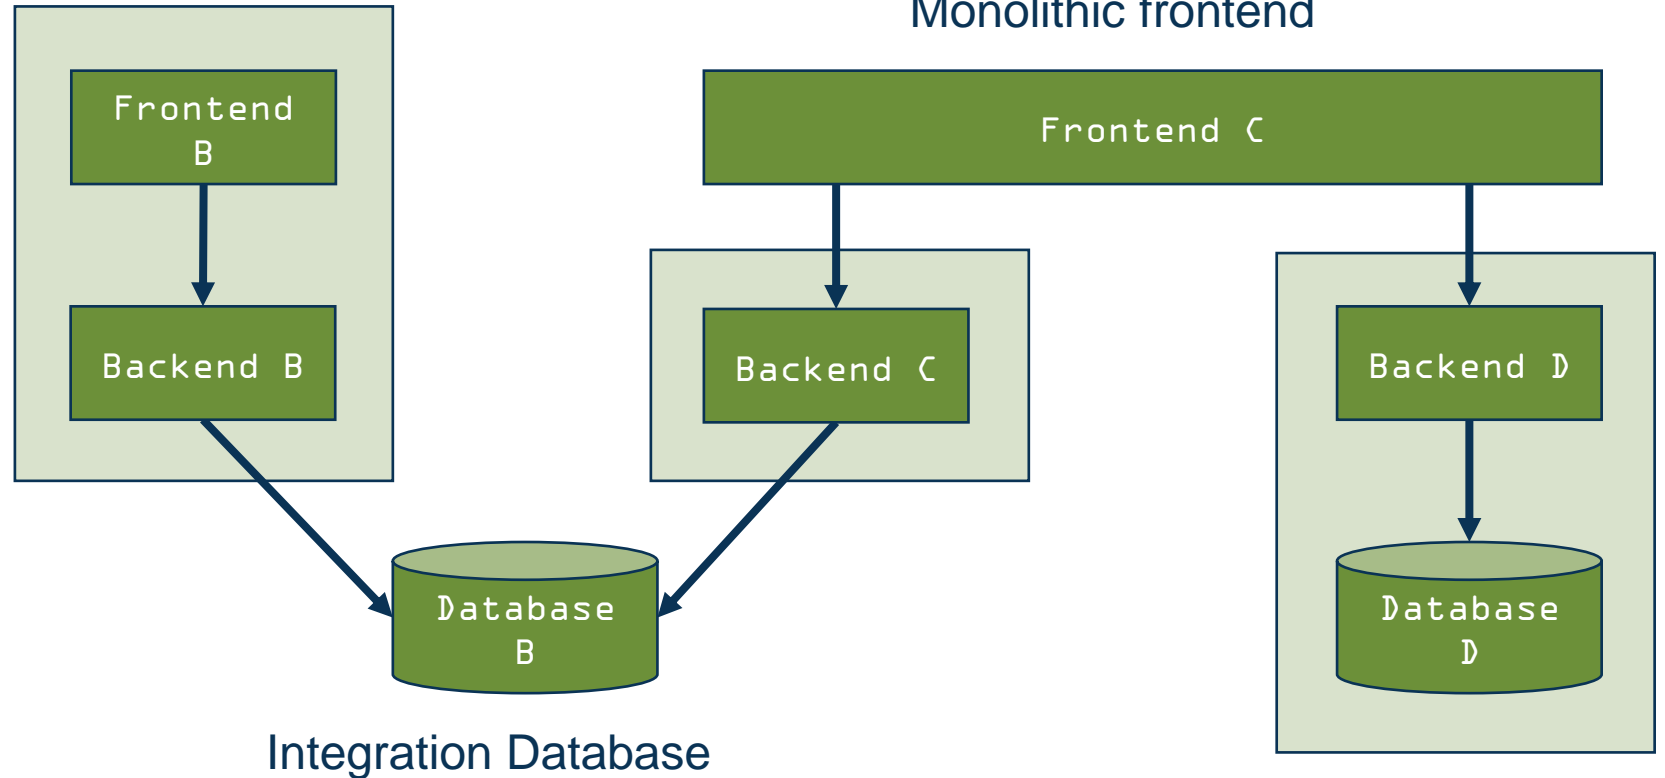 Monolithic frontend
Frontend
B
Frontend C
Backend B
Backend C
Backend D
Database
B
Database
D
Integration Database